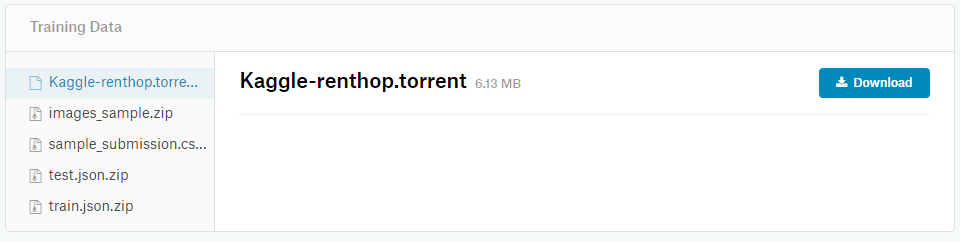 Training Data
Kaggle-renthop.torre...
images_sample.zip
sample_submission.cs...
test.json.zip
train.json.zip
Kaggle-renthop.torrent 6.13 MB
Download